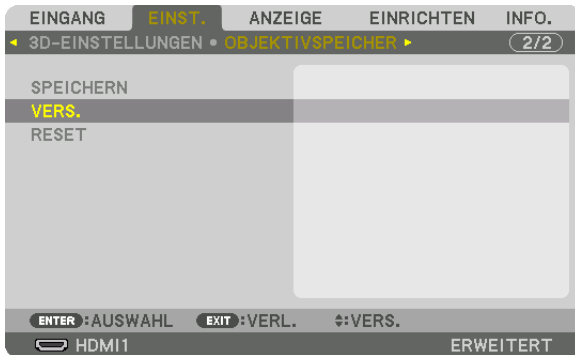 EINGANG EINST. ANZEIGE EINRICHTEN INFO.
3D-EINSTELLUNGEN • OBJEKTIVSPEICHER 2/2
SPEICHERN
VERS.
RESET
ENTER :AUSWAHL EXIT :VERL. :VERS.
HDMI1 ERWEITERT